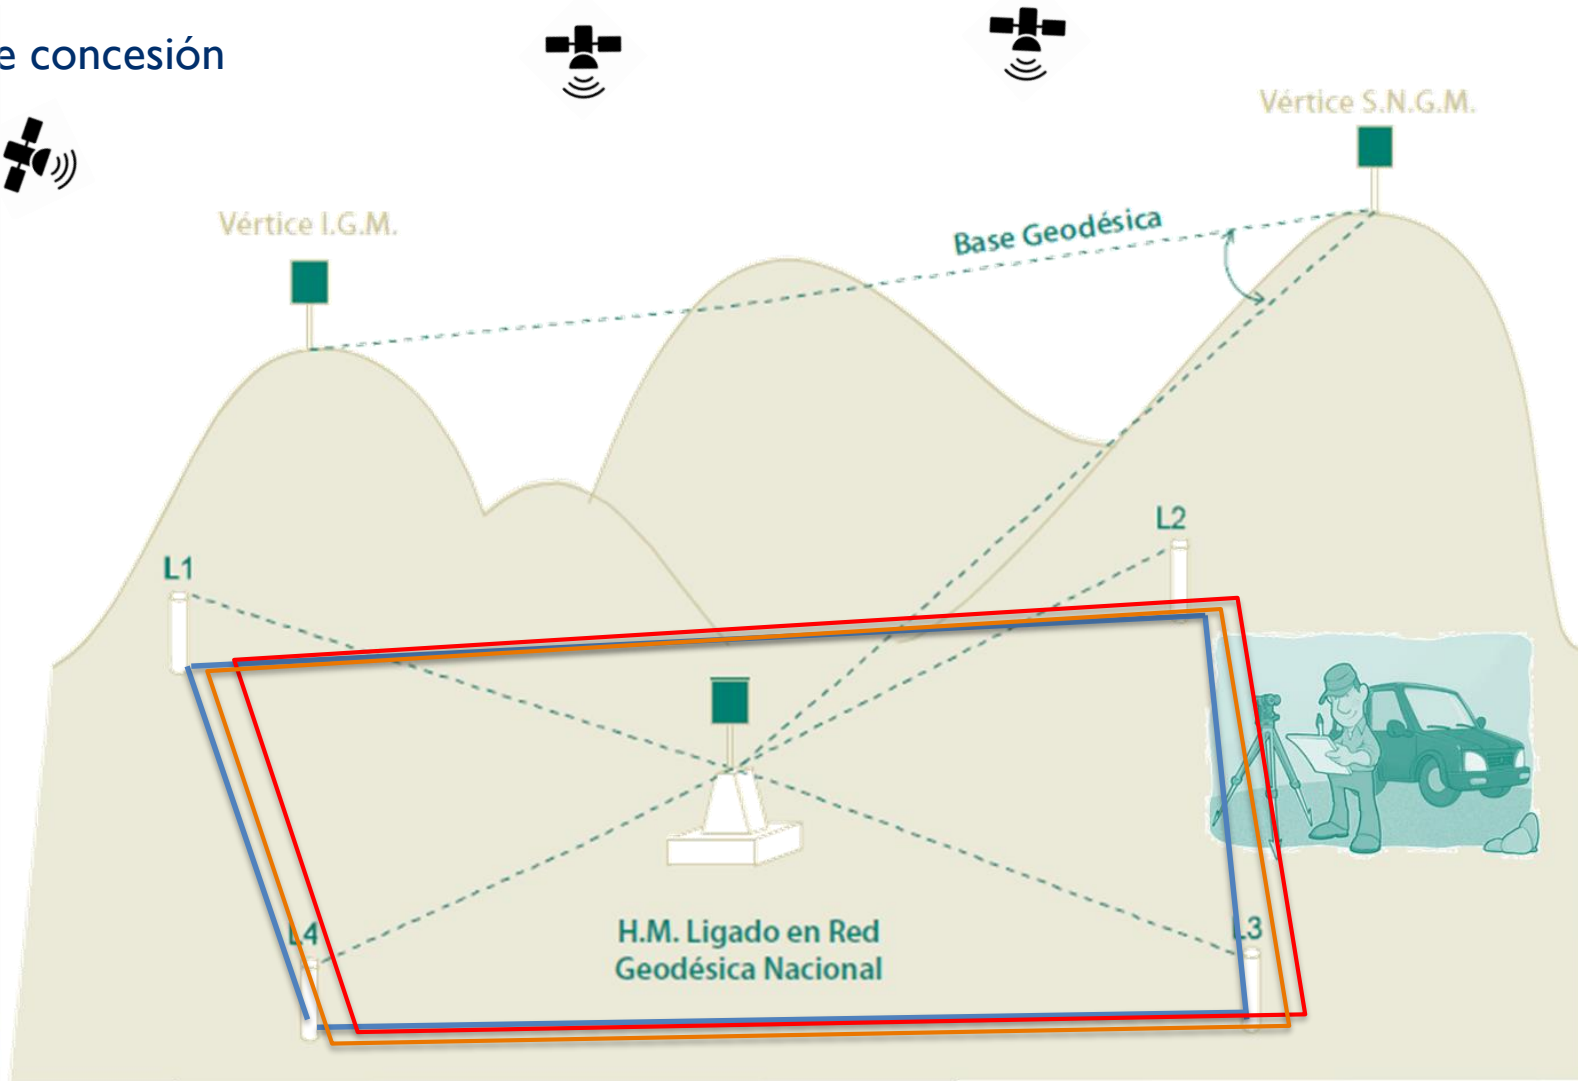 e concesión
Vértice S.N.G.M.
Vértice I.G.M.
Base Geodésica
L2
L1
L4
H.M. Ligado en Red
Geodésica Nacional
L3